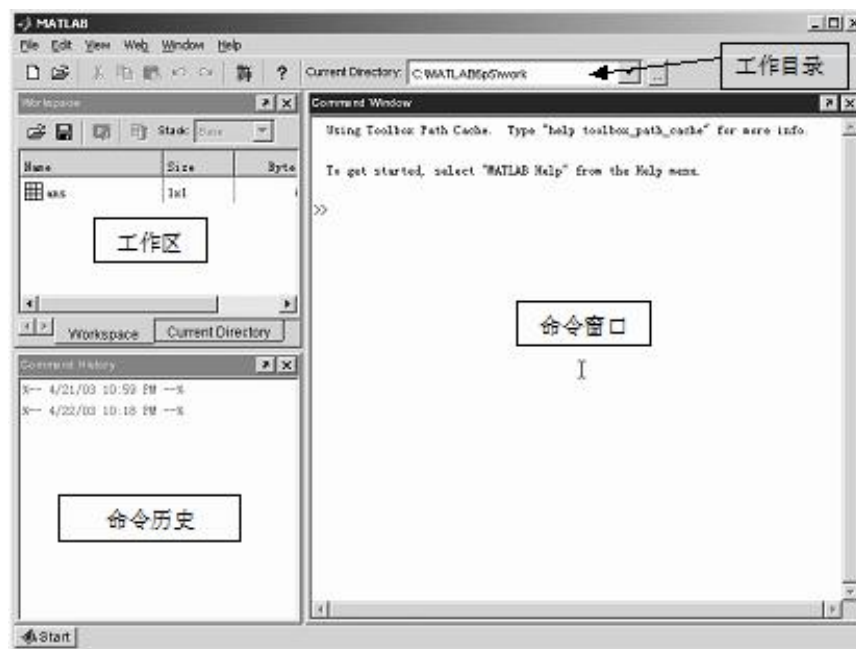 MATLAB
File Edit View Web Window Help
Current Directory: C:\MATLAB6p5\work
工作目录
Workspace
Command Window
Stack: Base
Using Toolbox Path Cache. Type "help toolbox_path_cache" for more info.
To get started, select "MATLAB Help" from the Help menu.
>>
Name Size Byte
ans 1x1
工作区
命令窗口
Workspace Current Directory
Command History
%-- 4/21/03 10:59 PM --%
%-- 4/22/03 10:18 PM --%
命令历史
Start